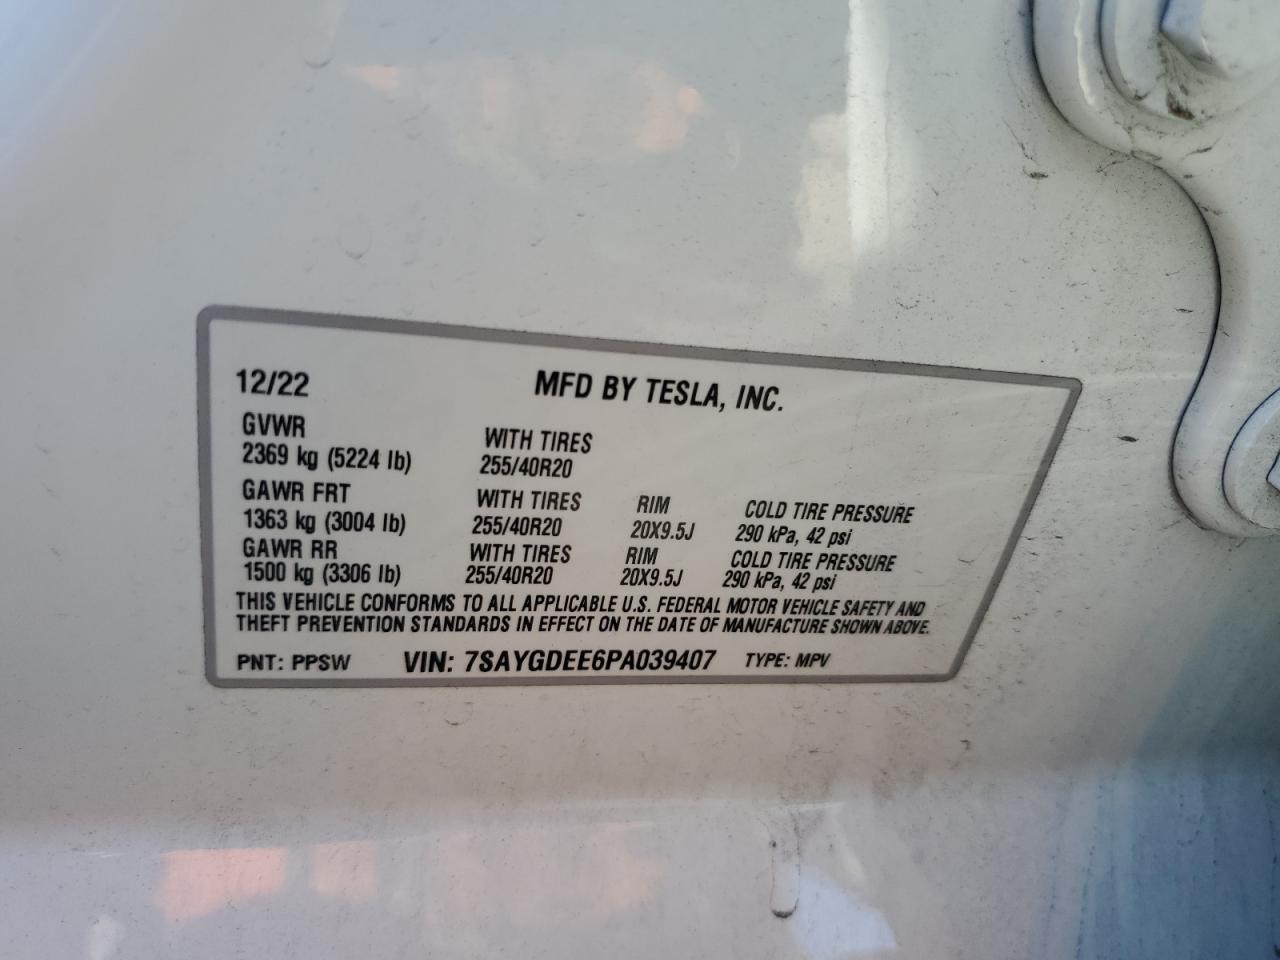 12/22 MFD BY TESLA, INC.
GVWR WITH TIRES
2369 kg (5224 lb) 255/40R20
GAWR FRT WITH TIRES RIM COLD TIRE PRESSURE
1363 kg (3004 lb) 255/40R20 20X9.5J 290 kPa, 42 psi
GAWR RR WITH TIRES RIM COLD TIRE PRESSURE
1500 kg (3306 lb) 255/40R20 20X9.5J 290 kPa, 42 psi
THIS VEHICLE CONFORMS TO ALL APPLICABLE U.S. FEDERAL MOTOR VEHICLE SAFETY AND
THEFT PREVENTION STANDARDS IN EFFECT ON THE DATE OF MANUFACTURE SHOWN ABOVE.
PNT: PPSW VIN: 7SAYGDEE6PA039407 TYPE: MPV